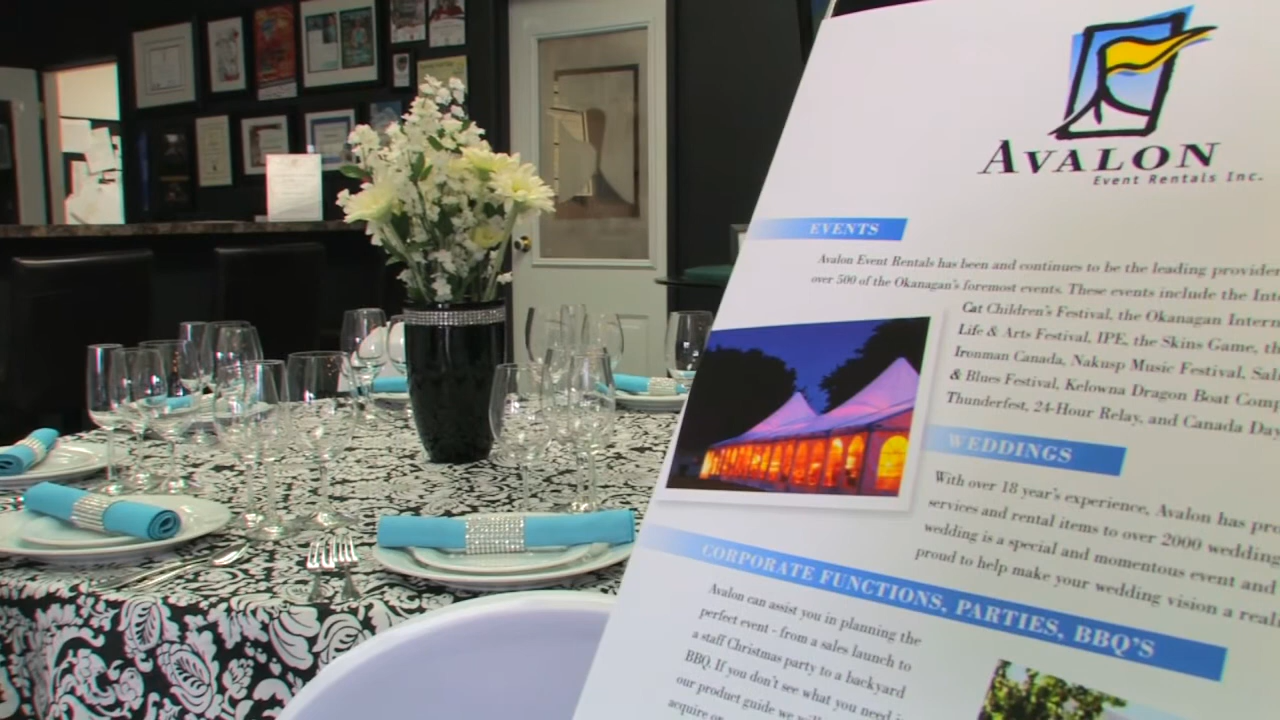 AVALON
Event Rentals Inc.
EVENTS
Avalon Event Rentals has been and continues to be the leading provider
over 500 of the Okanagan's foremost events. These events include the Int
Cat Children's Festival, the Okanagan Intern
Life & Arts Festival, IPE, the Skins Game, th
Ironman Canada, Nakusp Music Festival, Sal
& Blues Festival, Kelowna Dragon Boat Comp
Thunderfest, 24-Hour Relay, and Canada Day
WEDDINGS
With over 18 year's experience, Avalon has pro
services and rental items to over 2000 wedding
wedding is a special and momentous event and
proud to help make your wedding vision a reali
CORPORATE FUNCTIONS, PARTIES, BBQ'S
Avalon can assist you in planning the
perfect event - from a sales launch to
a staff Christmas party to a backyard
BBQ. If you don't see what you need i
our product guide we will
acquire or